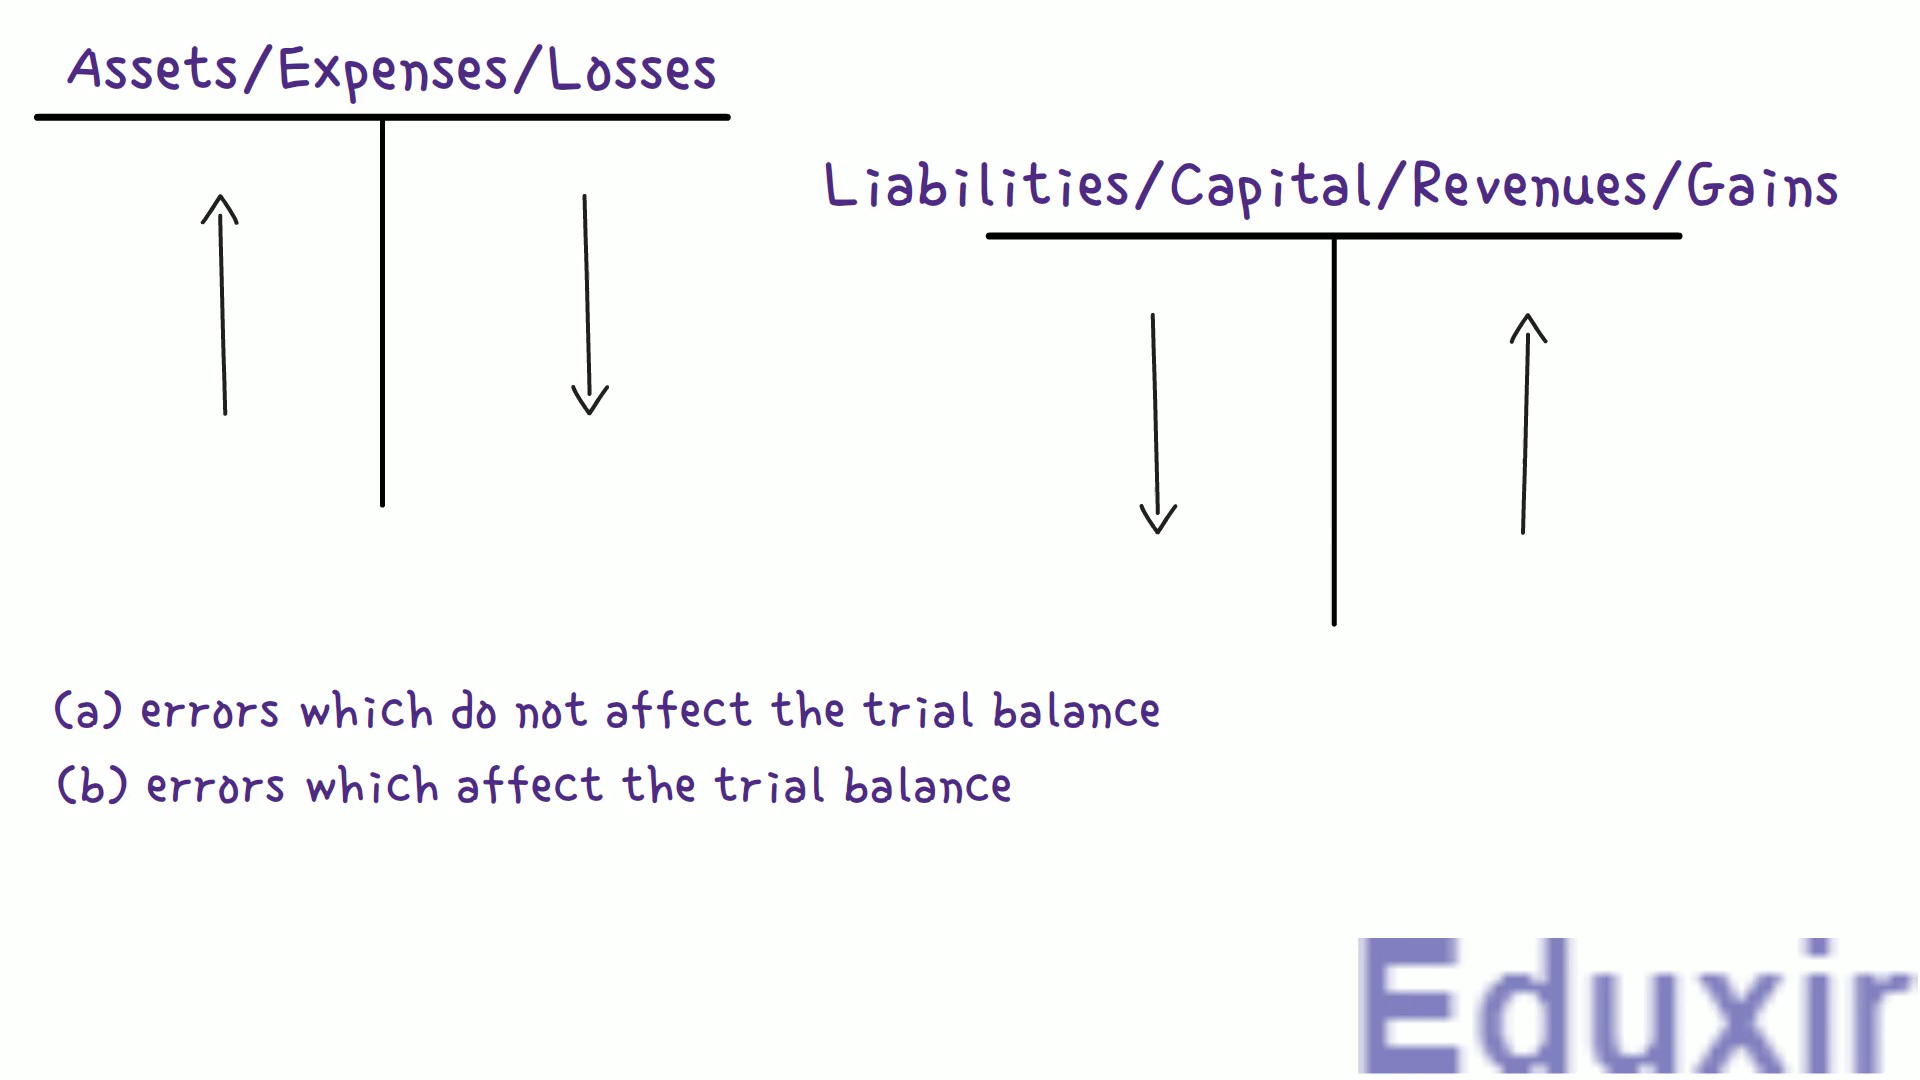 Assets/Expenses/Losses
Liabilities/Capital/Revenues/Gains
(a) errors which do not affect the trial balance
(b) errors which affect the trial balance
Eduxir